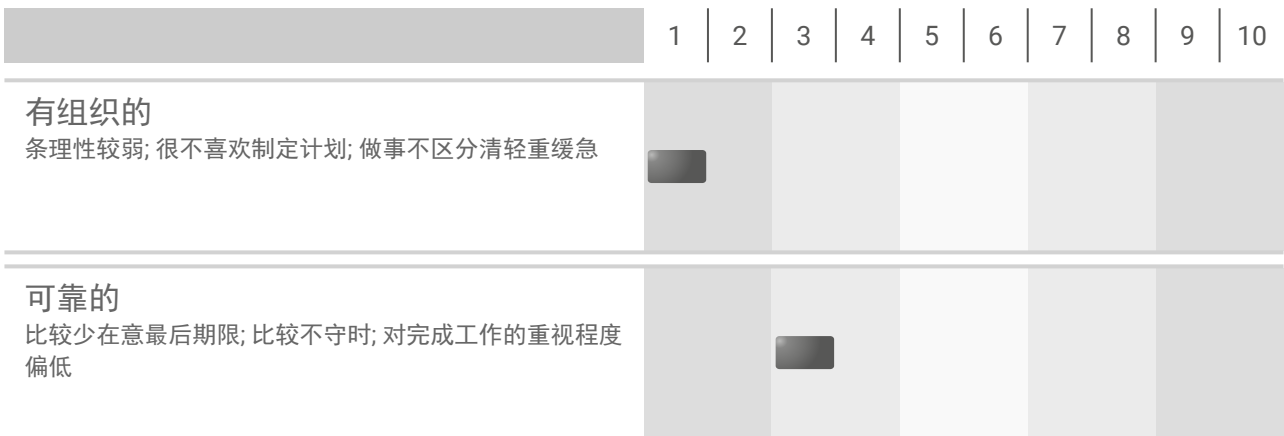 1 2 3 4 5 6 7 8 9 10
有组织的
条理性较弱; 很不喜欢制定计划; 做事不区分清轻重缓急
可靠的
比较少在意最后期限; 比较不守时; 对完成工作的重视程度
偏低